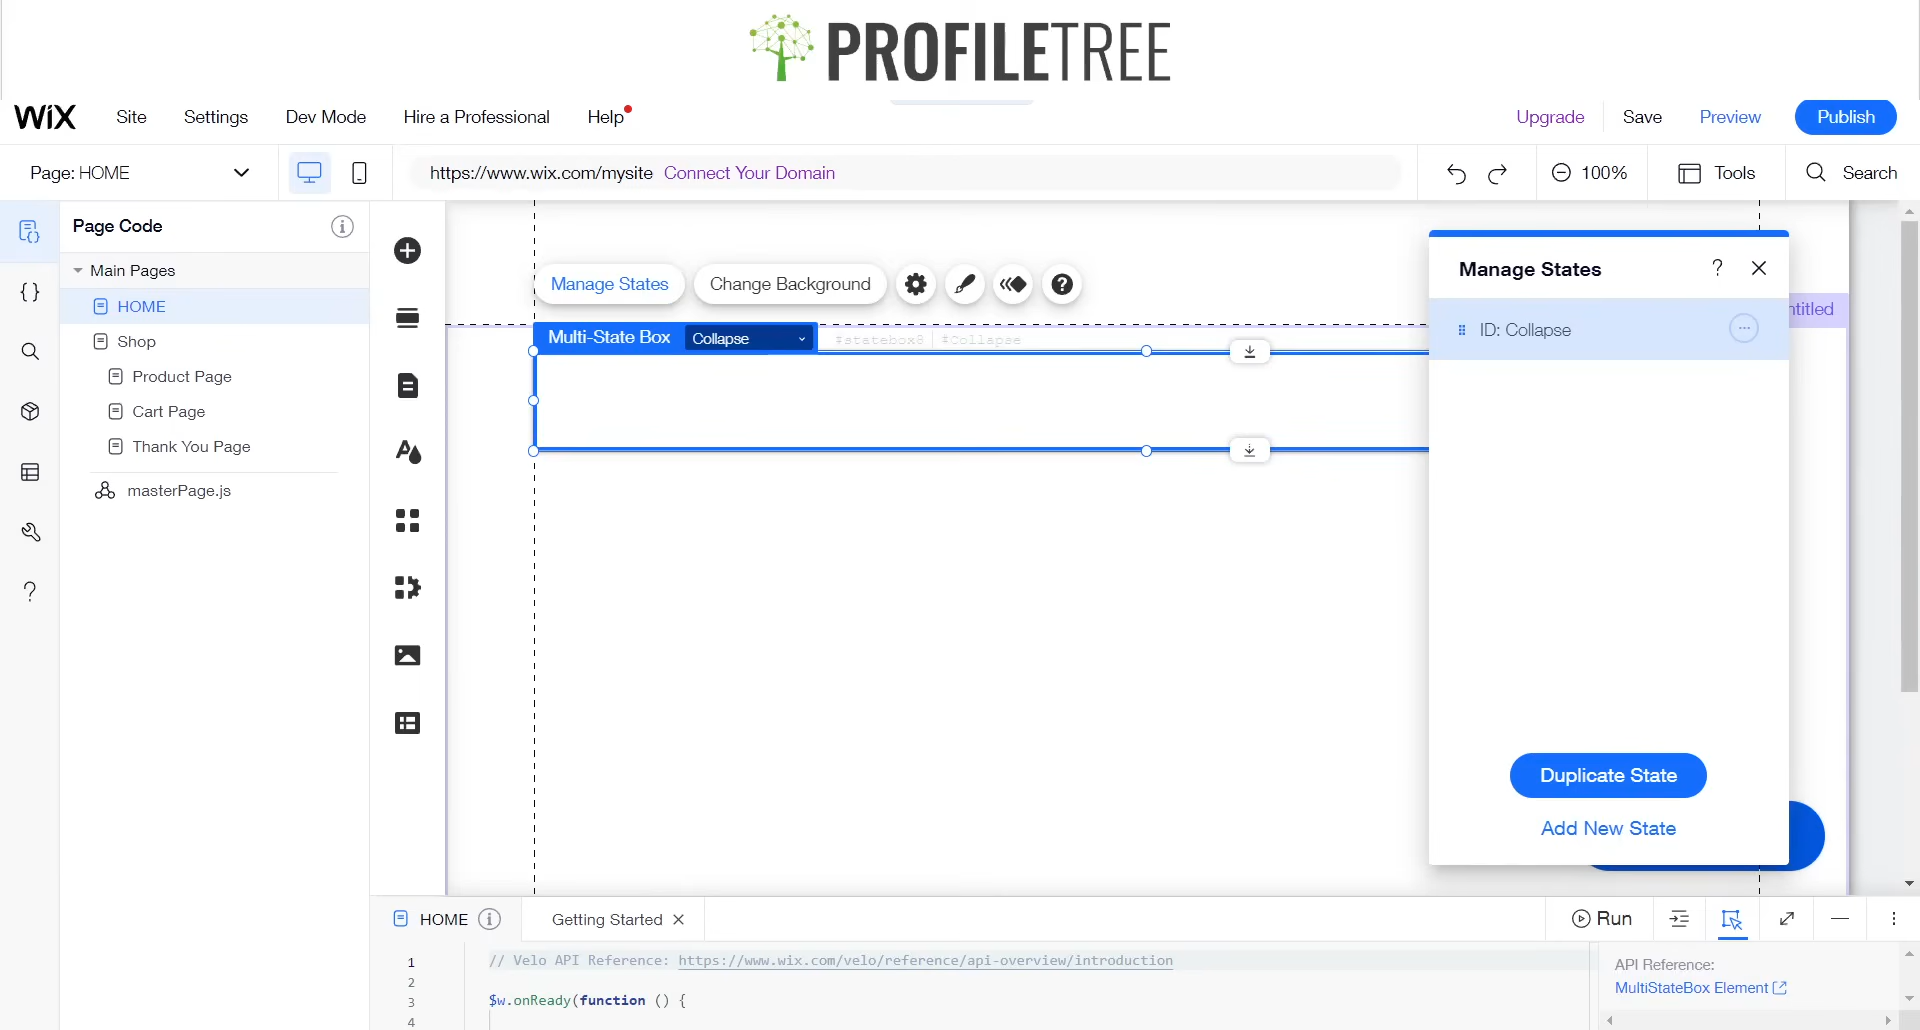 PROFILETREE
WiX Site Settings Dev Mode Hire a Professional Help Upgrade Save Preview Publish
Page: HOME https://www.wix.com/mysite Connect Your Domain 100% Tools Search
Page Code
Main Pages
HOME
Shop
Product Page
Cart Page
Thank You Page
masterPage.js
Manage States Change Background
Multi-State Box Collapse #statebox8 #Collapse
Manage States ?
ntitled
ID: Collapse
Duplicate State
Add New State
HOME Getting Started Run
1 // Velo API Reference: https://www.wix.com/velo/reference/api-overview/introduction
2
3 $w.onReady(function () {
4
API Reference:
MultiStateBox Element